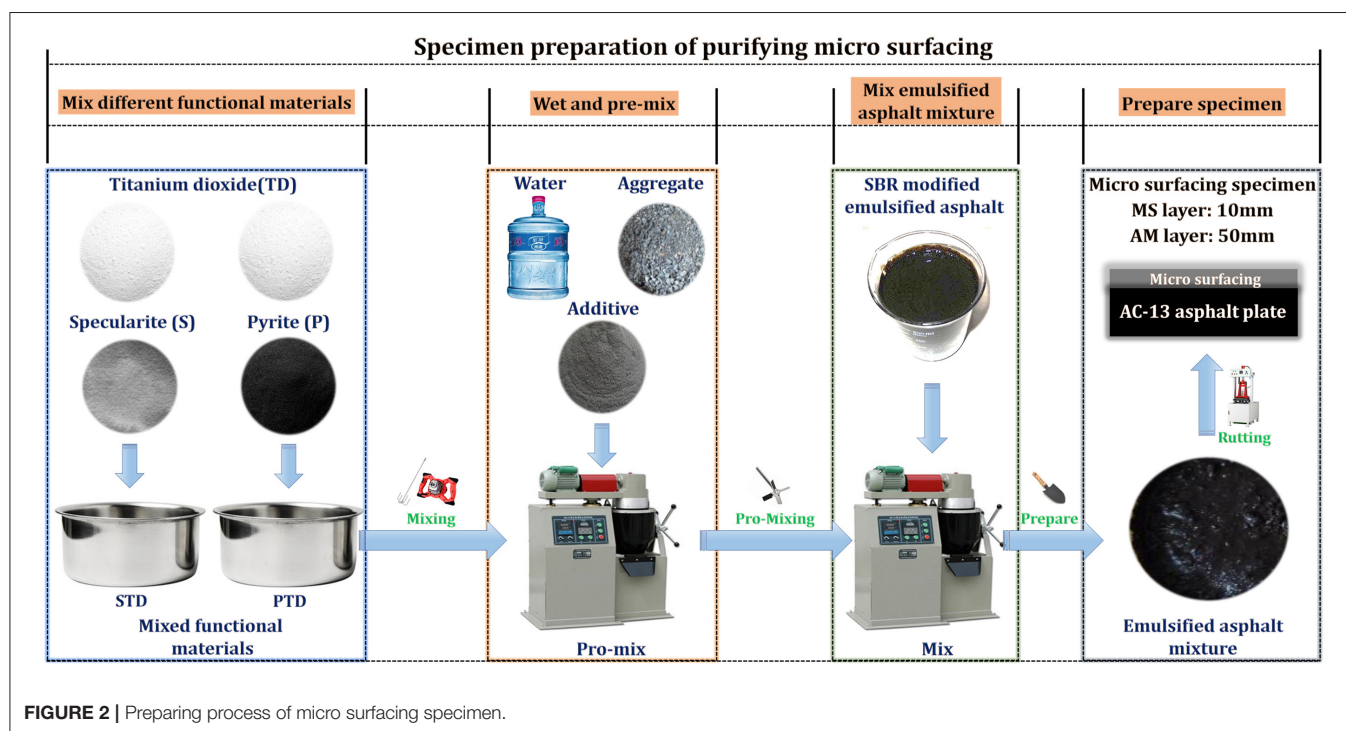 Specimen preparation of purifying micro surfacing
Mix different functional materials
Wet and pre-mix
Mix emulsified
asphalt mixture
Prepare specimen
Titanium dioxide(TD)
Specularite (S)
Pyrite (P)
STD
PTD
Mixed functional
materials
Mixing
Water
Aggregate
Additive
Pro-mix
Pro-Mixing
SBR modified
emulsified asphalt
Mix
Prepare
Micro surfacing specimen
MS layer: 10mm
AM layer: 50mm
Micro surfacing
AC-13 asphalt plate
Rutting
Emulsified asphalt
mixture
FIGURE 2 | Preparing process of micro surfacing specimen.